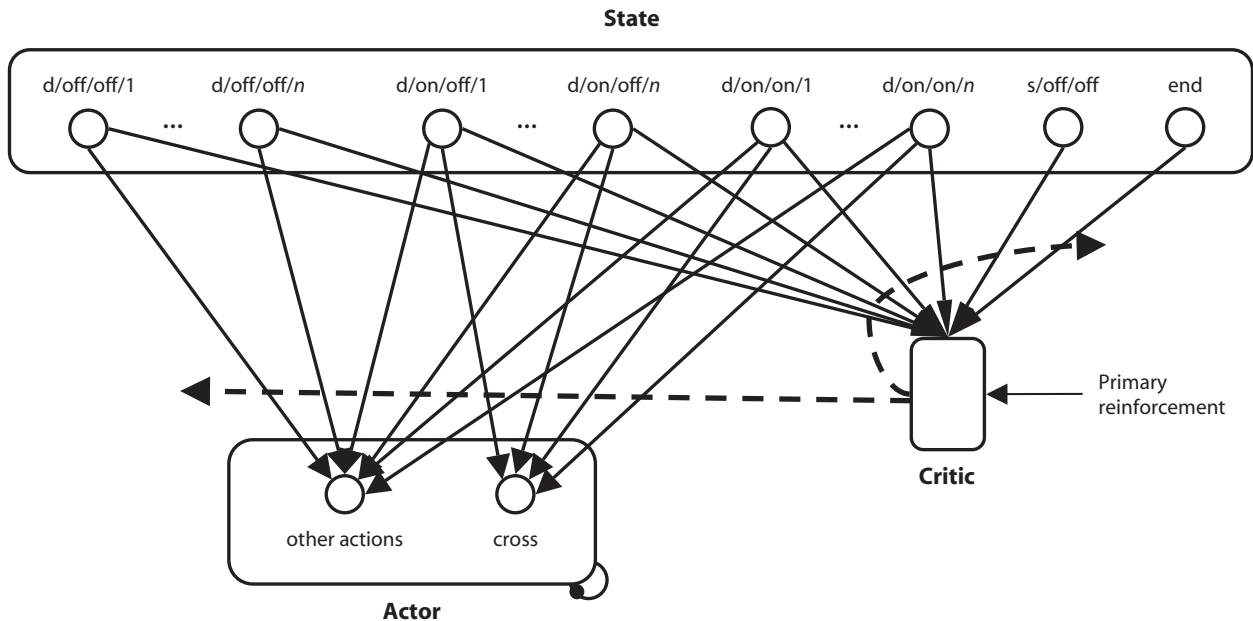 State
d/off/off/1 ... d/off/off/n d/on/off/1 ... d/on/off/n d/on/on/1 ... d/on/on/n s/off/off end
Primary
reinforcement
Critic
other actions cross
Actor